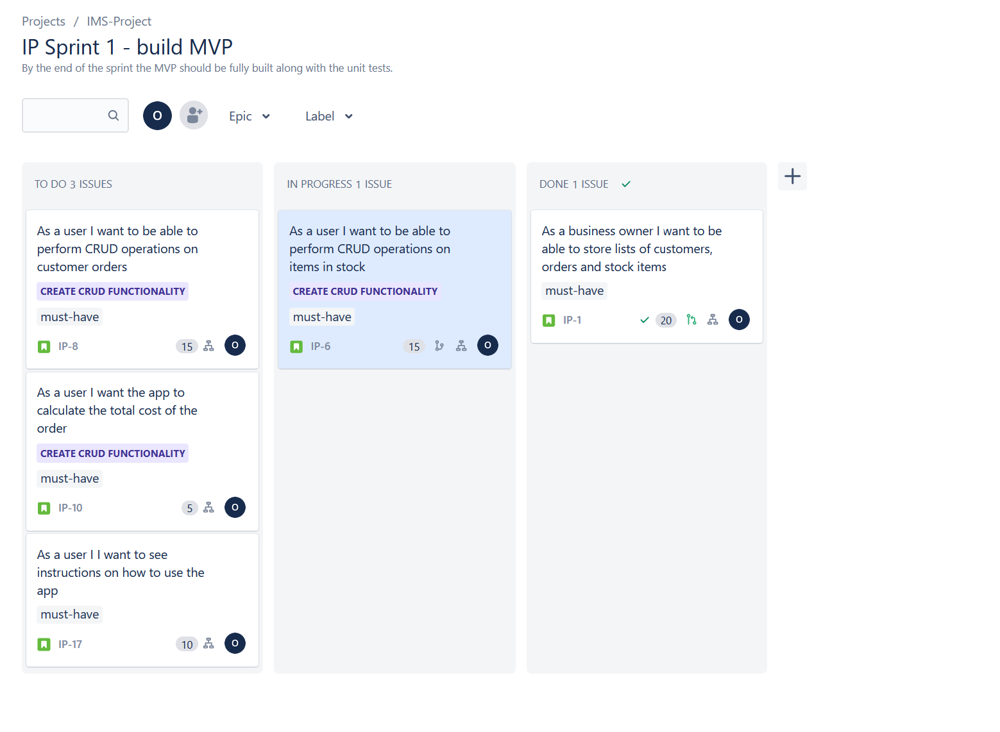 Projects / IMS-Project
IP Sprint 1 - build MVP
By the end of the sprint the MVP should be fully built along with the unit tests.
O
Epic
Label
TO DO 3 ISSUES
As a user I want to be able to
perform CRUD operations on
customer orders
CREATE CRUD FUNCTIONALITY
must-have
IP-8
15
O
As a user I want the app to
calculate the total cost of the
order
CREATE CRUD FUNCTIONALITY
must-have
IP-10
5
O
As a user I I want to see
instructions on how to use the
app
must-have
IP-17
10
O
IN PROGRESS 1 ISSUE
As a user I want to be able to
perform CRUD operations on
items in stock
CREATE CRUD FUNCTIONALITY
must-have
IP-6
15
O
DONE 1 ISSUE
As a business owner I want to be
able to store lists of customers,
orders and stock items
must-have
IP-1
20
O